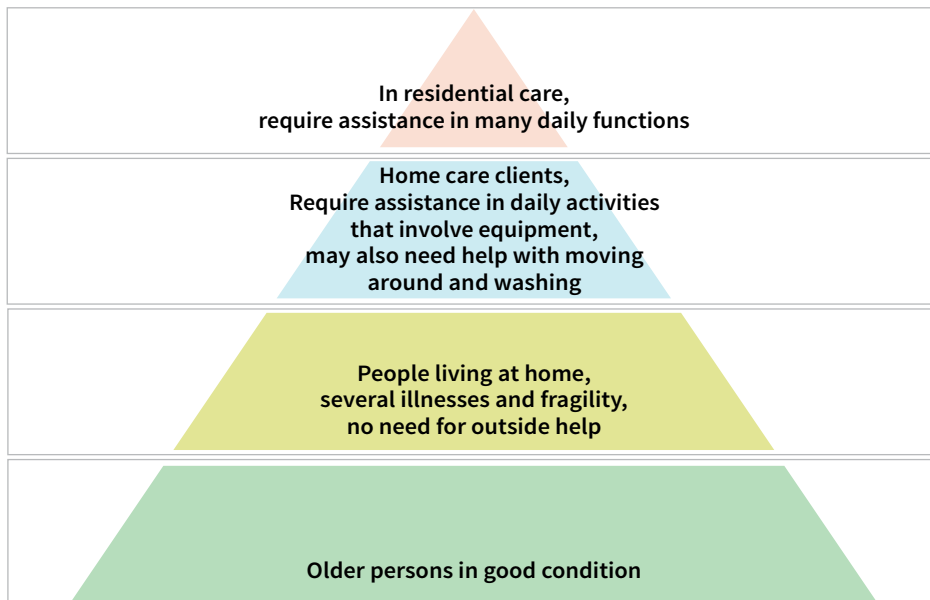 In residential care,
require assistance in many daily functions
Home care clients,
Require assistance in daily activities
that involve equipment,
may also need help with moving
around and washing
People living at home,
several illnesses and fragility,
no need for outside help
Older persons in good condition